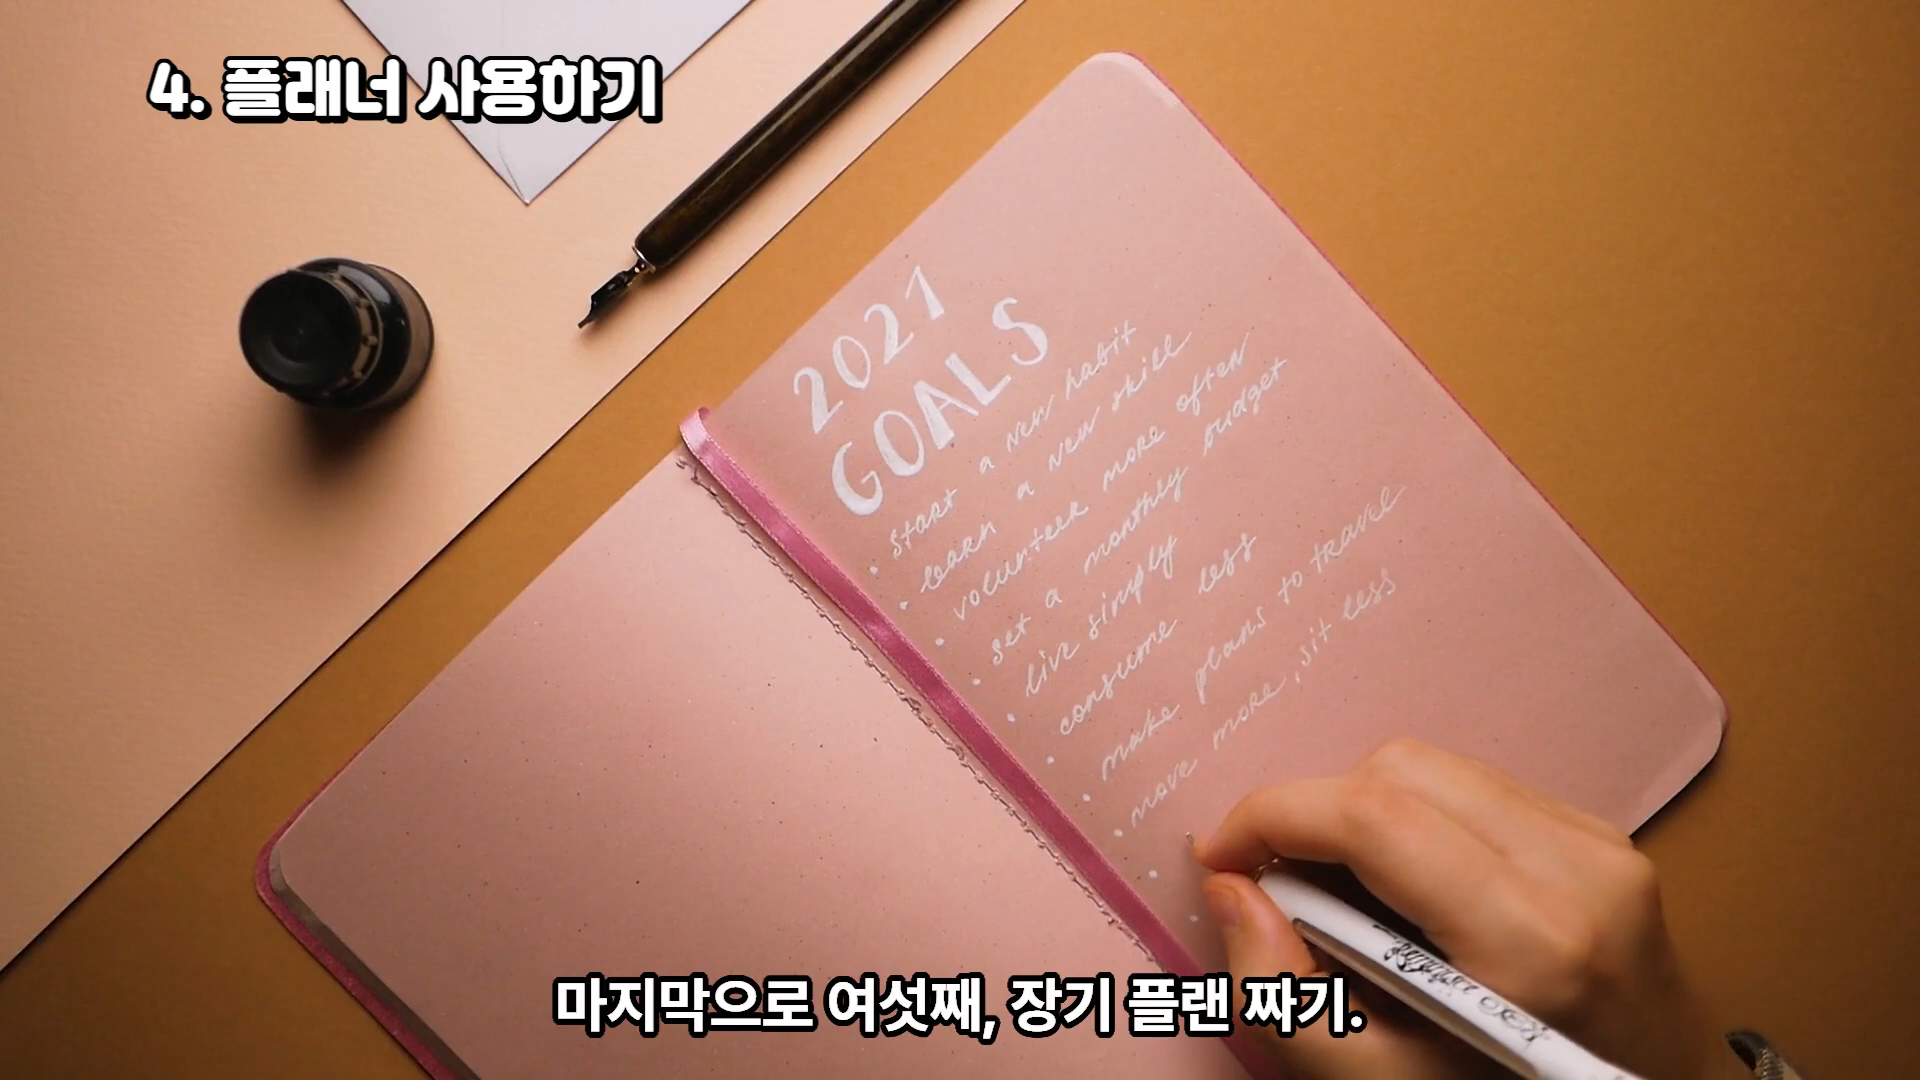 4. 플래너 사용하기
2021
GOALS
• start a new habit
• learn a new skill
• volunteer more often
• set a monthly budget
• live simply
• consume less
• make plans to travel
• move more, sit less
•
•
마지막으로 여섯째, 장기 플랜 짜기.